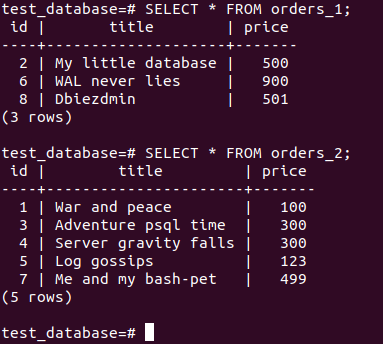 test_database=# SELECT * FROM orders_1;
 id |       title        | price
----+--------------------+-------
  2 | My little database |   500
  6 | WAL never lies     |   900
  8 | Dbiezdmin          |   501
(3 rows)

test_database=# SELECT * FROM orders_2;
 id |        title         | price
----+----------------------+-------
  1 | War and peace        |   100
  3 | Adventure psql time  |   300
  4 | Server gravity falls |   300
  5 | Log gossips          |   123
  7 | Me and my bash-pet   |   499
(5 rows)

test_database=#